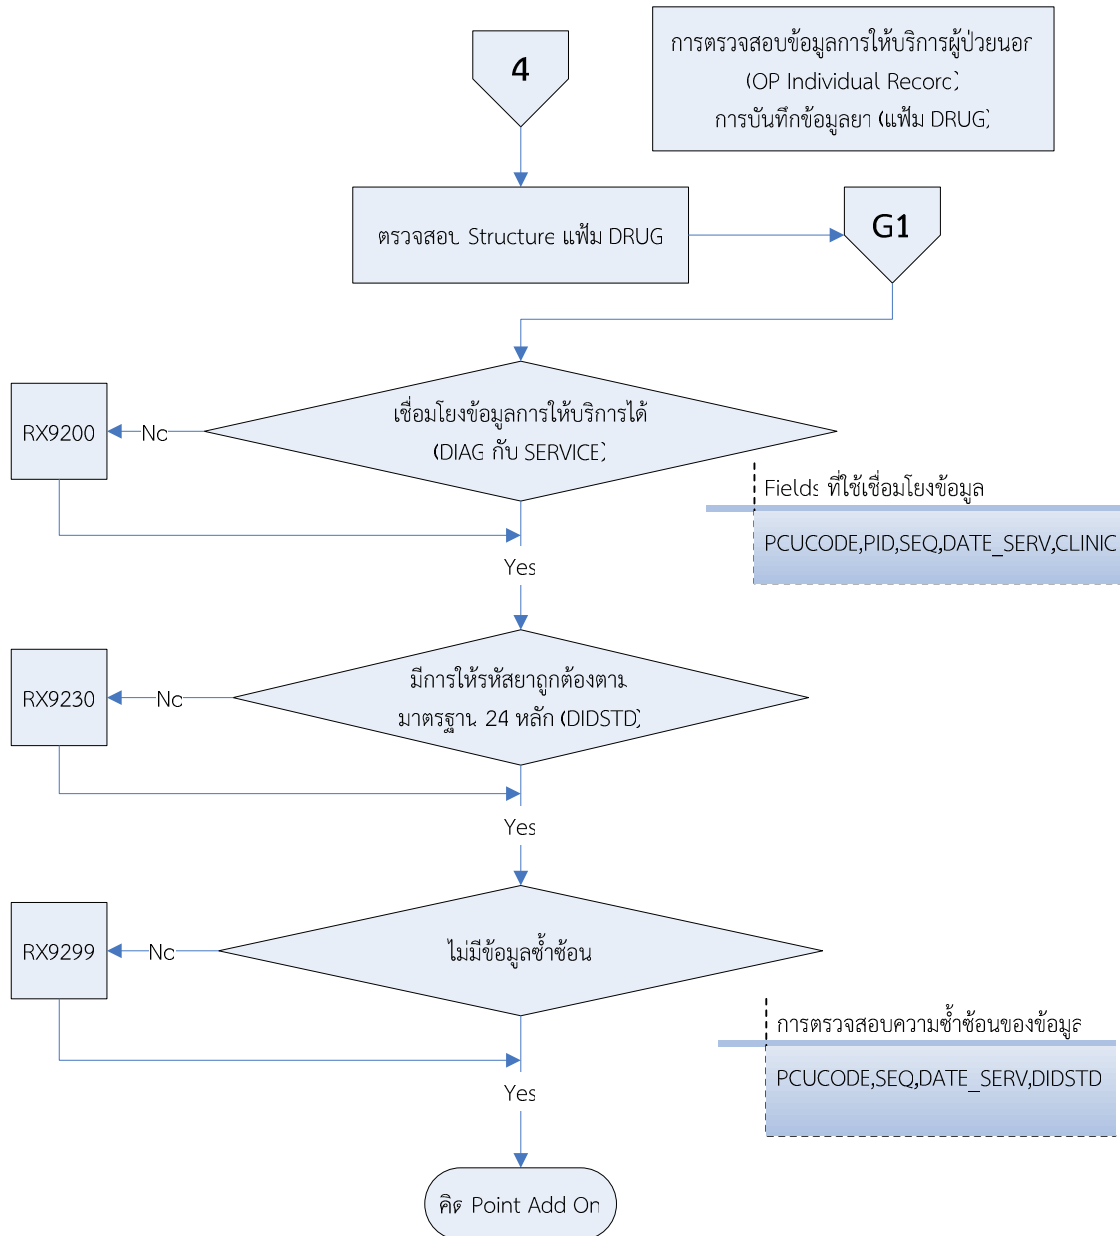 4
การตรวจสอบข้อมูลการให้บริการผู้ป่วยนอก
(OP Individual Record)
การบันทึกข้อมูลยา (แฟ้ม DRUG)
ตรวจสอบ Structure แฟ้ม DRUG
G1
เชื่อมโยงข้อมูลการให้บริการได้
(DIAG กับ SERVICE)
RX9200
No
Fields ที่ใช้เชื่อมโยงข้อมูล
PCUCODE,PID,SEQ,DATE_SERV,CLINIC
Yes
มีการให้รหัสยาถูกต้องตาม
มาตรฐาน 24 หลัก (DIDSTD)
RX9230
No
Yes
ไม่มีข้อมูลซ้ำซ้อน
RX9299
No
การตรวจสอบความซ้ำซ้อนของข้อมูล
PCUCODE,SEQ,DATE_SERV,DIDSTD
Yes
คิด Point Add On